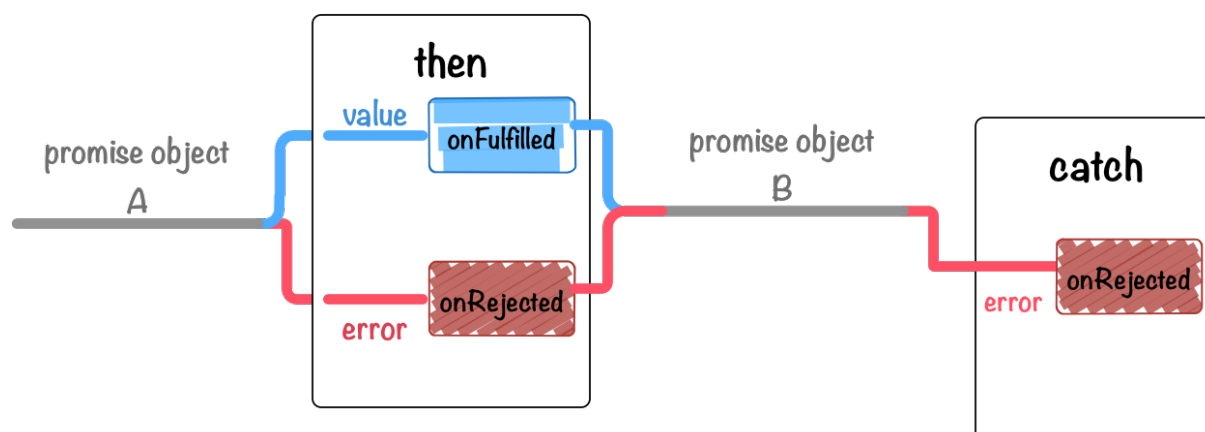 then
value
onFulfilled
promise object
A
error
onRejected
promise object
B
catch
error
onRejected